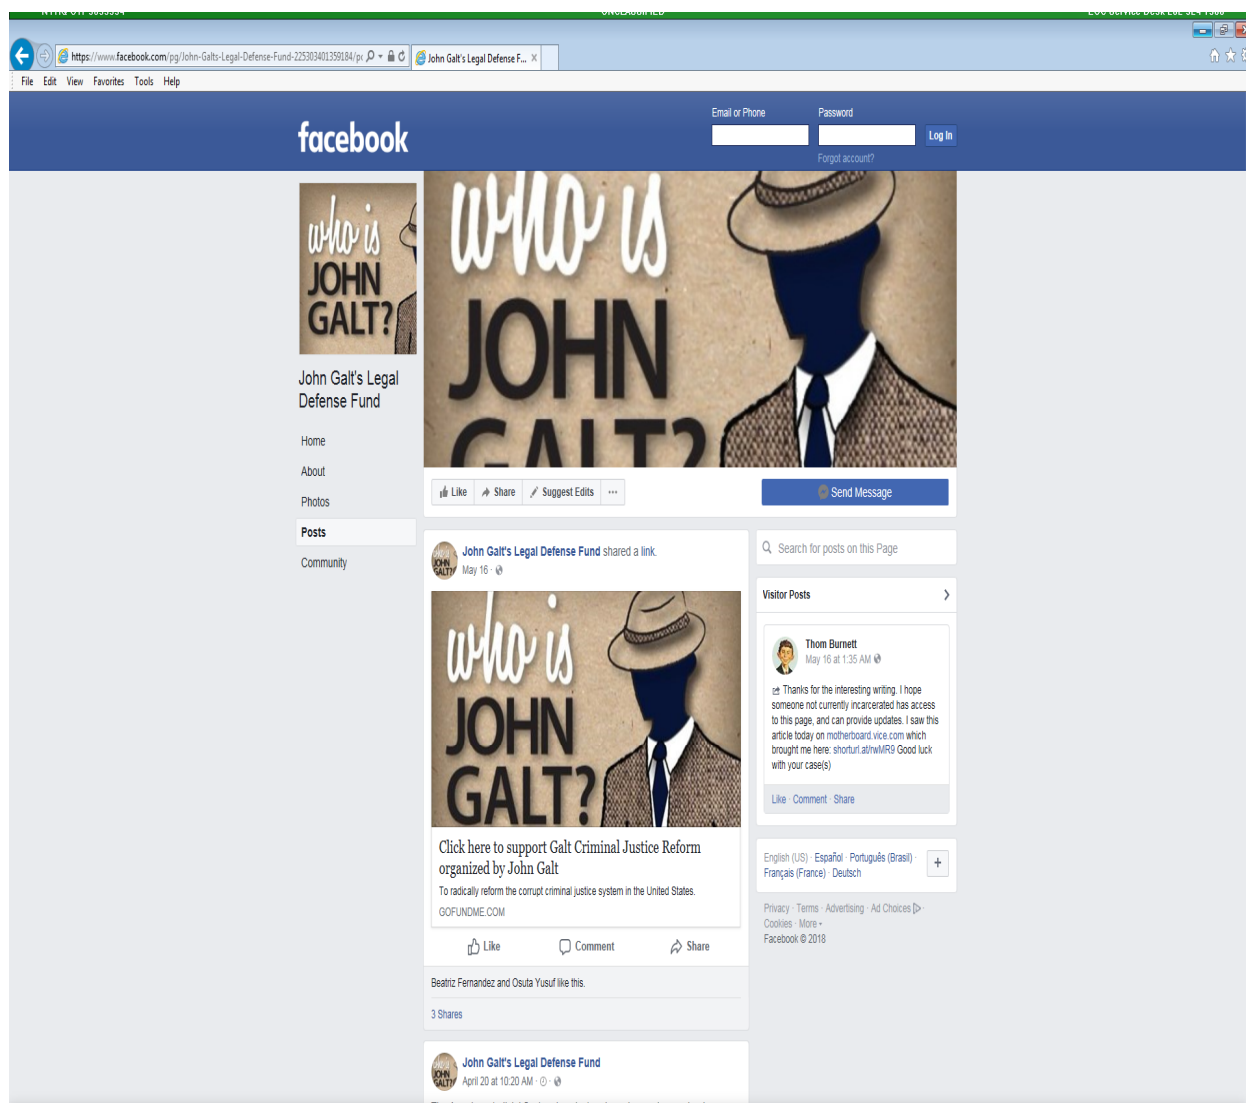 UNCLASSIFIED
https://www.facebook.com/pg/John-Galts-Legal-Defense-Fund-225303401359184/
John Galt's Legal Defense F...
File Edit View Favorites Tools Help
facebook
Email or Phone
Password
Log In
Forgot account?
who is
JOHN
GALT?
who is
JOHN
GALT?
John Galt's Legal
Defense Fund
Home
About
Photos
Posts
Community
Like Share Suggest Edits ...
Send Message
John Galt's Legal Defense Fund shared a link.
May 16
who is
JOHN
GALT?
Click here to support Galt Criminal Justice Reform
organized by John Galt
To radically reform the corrupt criminal justice system in the United States.
GOFUNDME.COM
Like Comment Share
Beatriz Fernandez and Osuta Yusuf like this.
3 Shares
John Galt's Legal Defense Fund
April 20 at 10:20 AM
Search for posts on this Page
Visitor Posts
Thom Burnett
May 16 at 1:35 AM
Thanks for the interesting writing. I hope
someone not currently incarcerated has access
to this page, and can provide updates. I saw this
article today on motherboard.vice.com which
brought me here: shorturl.at/rwMR9 Good luck
with your case(s)
Like · Comment · Share
English (US) · Español · Português (Brasil) ·
Français (France) · Deutsch
+
Privacy · Terms · Advertising · Ad Choices ·
Cookies · More
Facebook © 2018